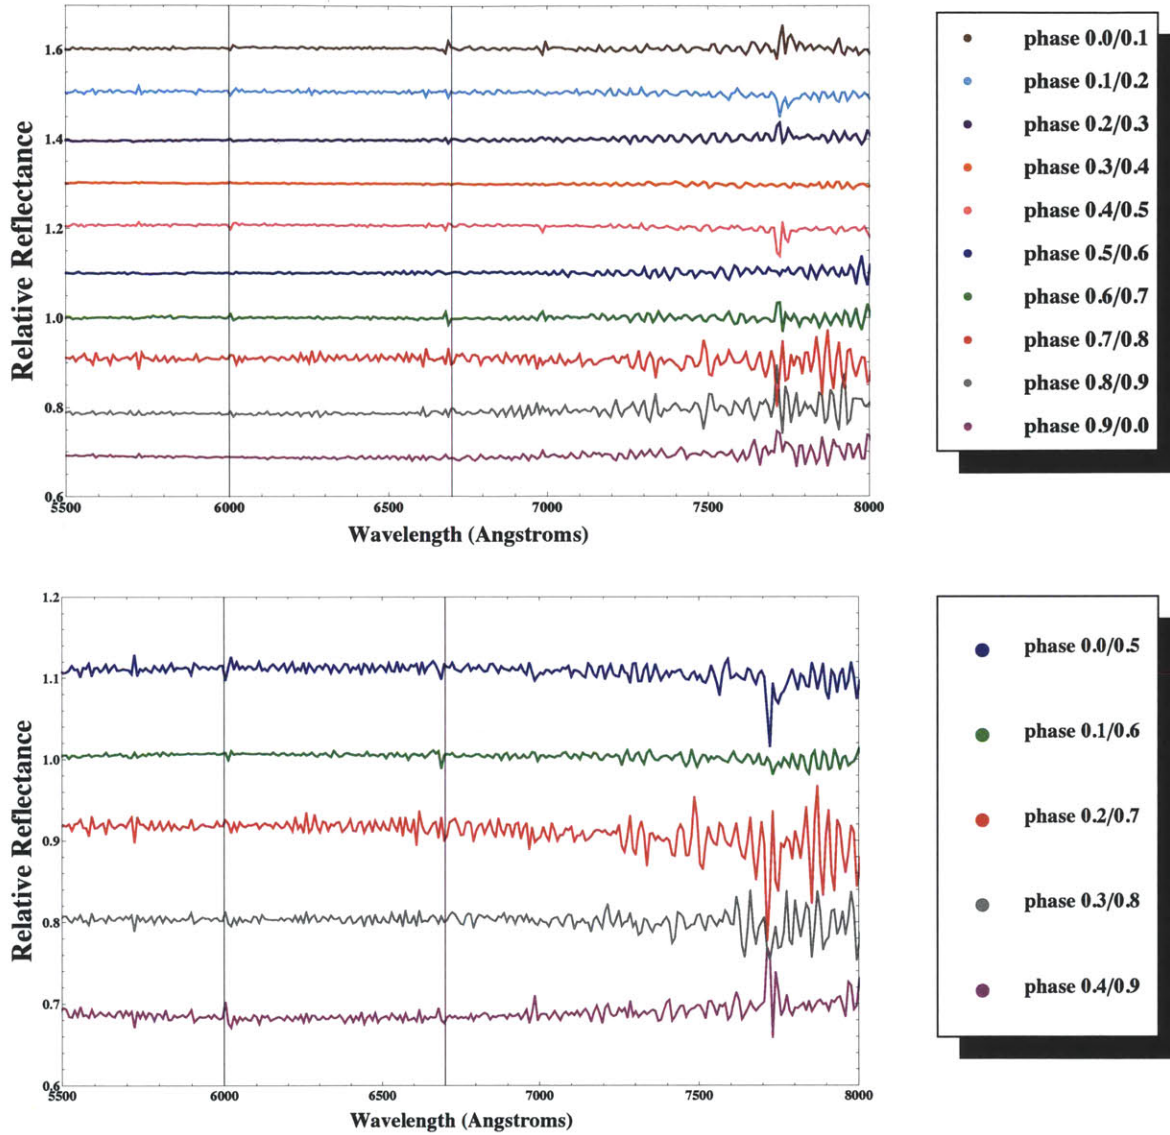 1.6
1.4
1.2
1.0
0.8
0.6
Relative Reflectance
5500 6000 6500 7000 7500 8000
Wavelength (Angstroms)
phase 0.0/0.1
phase 0.1/0.2
phase 0.2/0.3
phase 0.3/0.4
phase 0.4/0.5
phase 0.5/0.6
phase 0.6/0.7
phase 0.7/0.8
phase 0.8/0.9
phase 0.9/0.0
1.2
1.1
1.0
0.9
0.8
0.7
0.6
Relative Reflectance
5500 6000 6500 7000 7500 8000
Wavelength (Angstroms)
phase 0.0/0.5
phase 0.1/0.6
phase 0.2/0.7
phase 0.3/0.8
phase 0.4/0.9